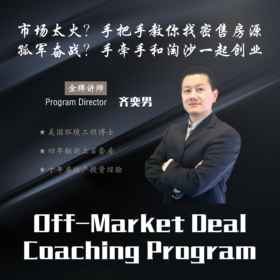 市场太火？手把手教你找密售房源
孤军奋战？手牵手和淘沙一起创业
金牌讲师
Program Director 齐奕男
★美国环境工程博士
★四年翻新上百套房
★十年房地产投资经验
Off-Market Deal
Coaching Program